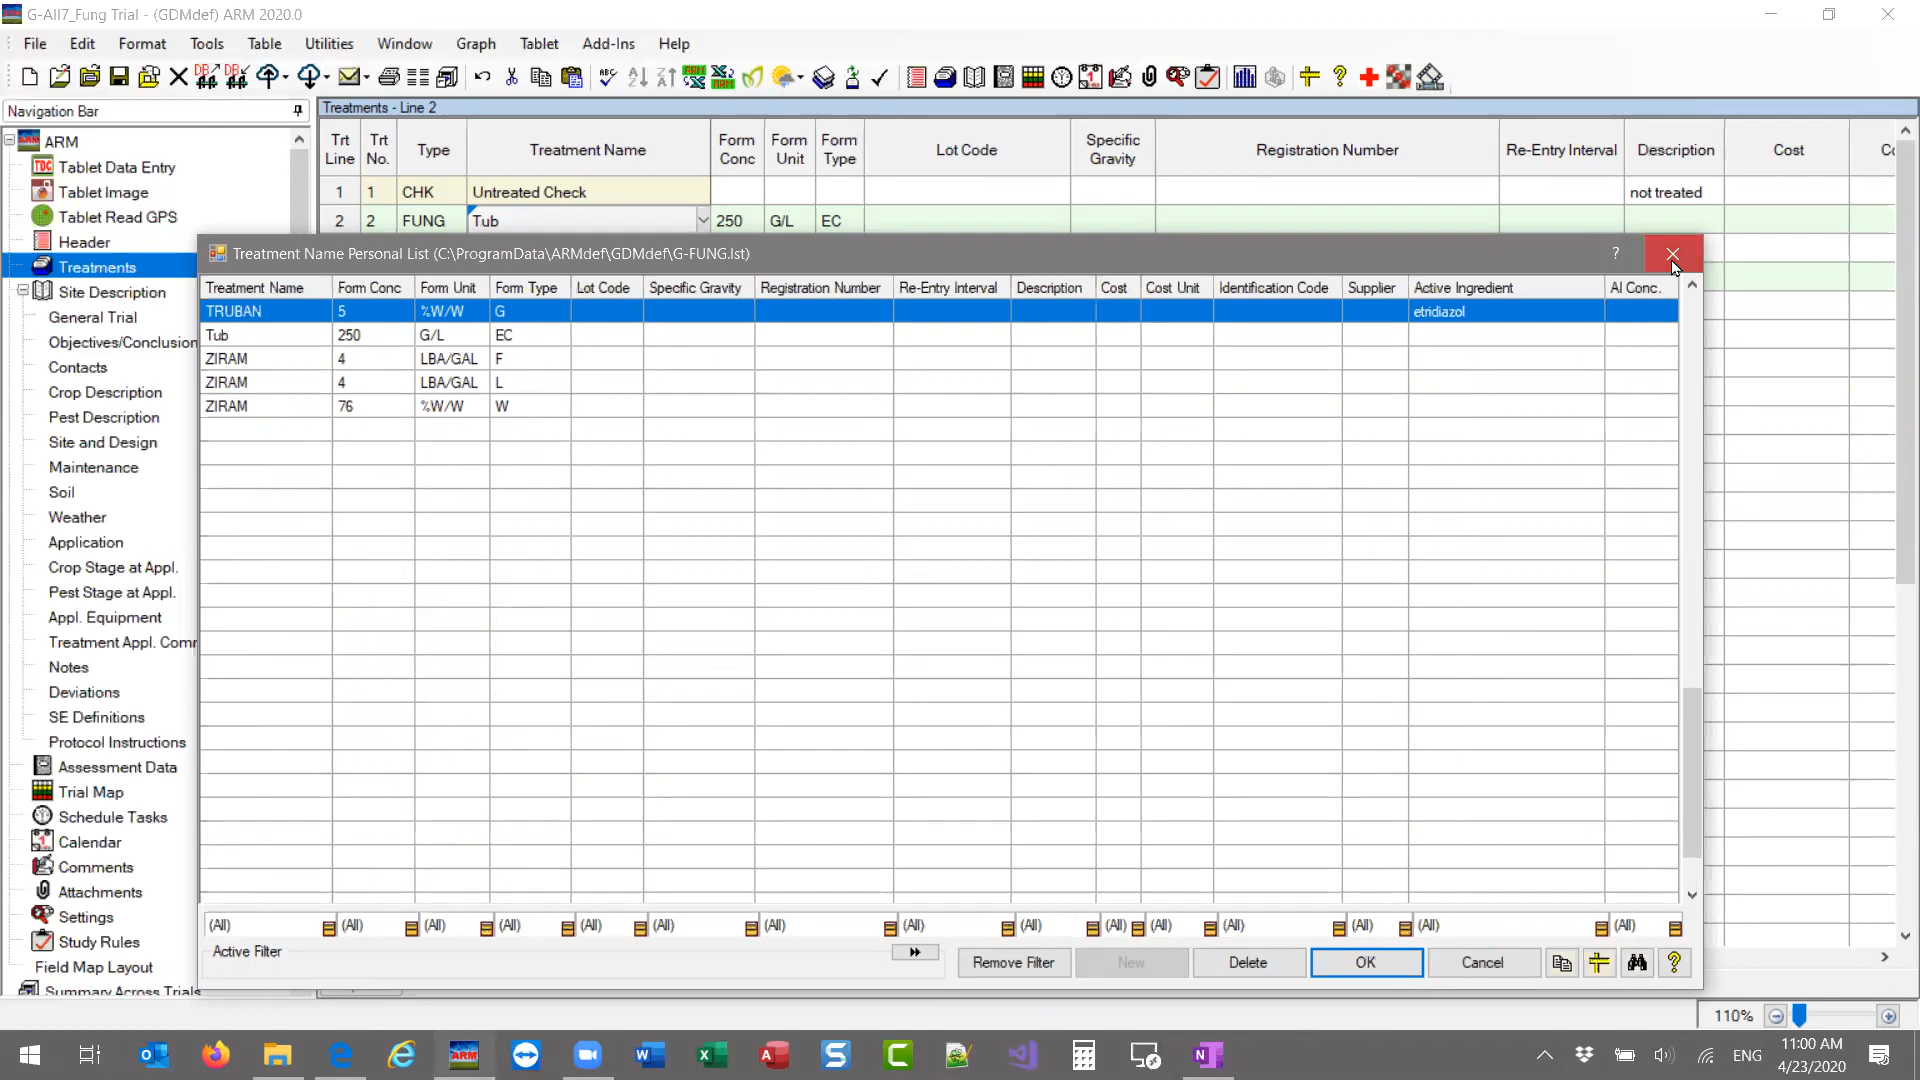 G-All7_Fung Trial - (GDMdef) ARM 2020.0
File Edit Format Tools Table Utilities Window Graph Tablet Add-Ins Help
Navigation Bar
ARM
Tablet Data Entry
Tablet Image
Tablet Read GPS
Header
Treatments
Site Description
General Trial
Objectives/Conclusion
Contacts
Crop Description
Pest Description
Site and Design
Maintenance
Soil
Weather
Application
Crop Stage at Appl.
Pest Stage at Appl.
Appl. Equipment
Treatment Appl. Com
Notes
Deviations
SE Definitions
Protocol Instructions
Assessment Data
Trial Map
Schedule Tasks
Calendar
Comments
Attachments
Settings
Study Rules
Field Map Layout
Summary Across Trials
Treatments - Line 2
Trt Line Trt No. Type Treatment Name Form Conc Form Unit Form Type Lot Code Specific Gravity Registration Number Re-Entry Interval Description Cost Co
1 1 CHK Untreated Check not treated
2 2 FUNG Tub 250 G/L EC
Treatment Name Personal List (C:\ProgramData\ARMdef\GDMdef\G-FUNG.lst) ?
Treatment Name Form Conc Form Unit Form Type Lot Code Specific Gravity Registration Number Re-Entry Interval Description Cost Cost Unit Identification Code Supplier Active Ingredient AI Conc.
TRUBAN 5 %W/W G etridiazol
Tub 250 G/L EC
ZIRAM 4 LBA/GAL F
ZIRAM 4 LBA/GAL L
ZIRAM 76 %W/W W
(All) (All) (All) (All) (All) (All) (All) (All) (All) (All) (All) (All) (All) (All) (All)
Active Filter
Remove Filter New Delete OK Cancel
110%
ENG
11:00 AM
4/23/2020